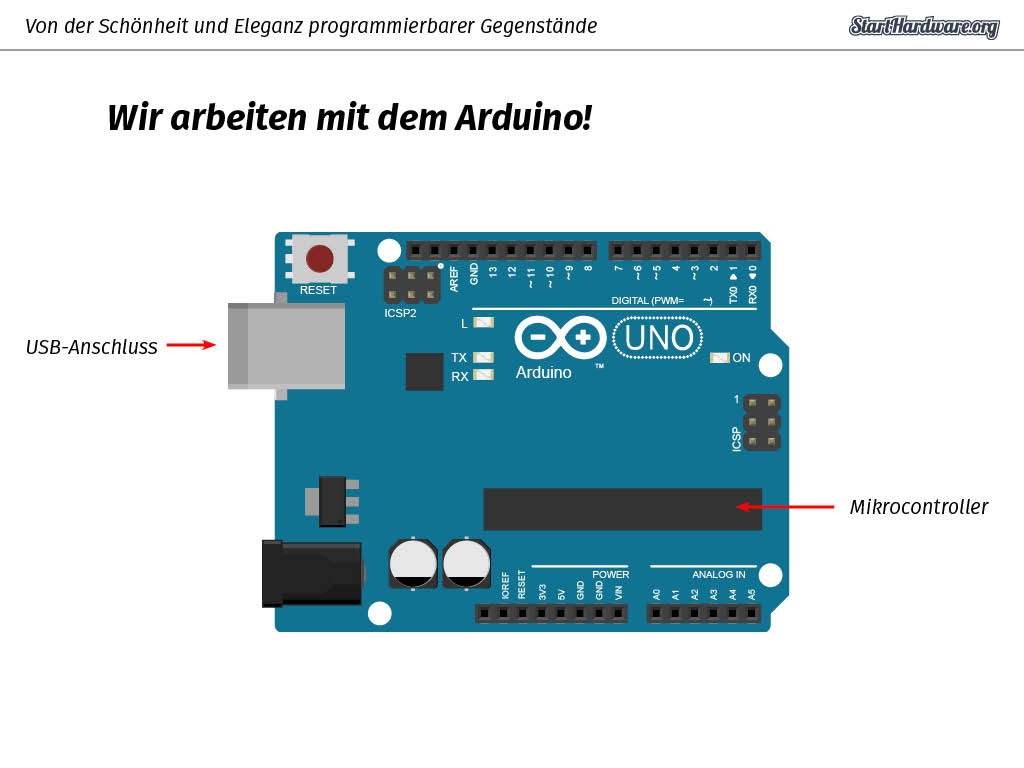 Von der Schönheit und Eleganz programmierbarer Gegenstände
StartHardware.org
Wir arbeiten mit dem Arduino!
RESET
ICSP2
AREF
GND
13
12
~11
~10
~9
8
7
~6
~5
4
~3
2
TX0 ▶1
RX0 ◀0
DIGITAL (PWM= ~)
L
TX
RX
Arduino
™
UNO
ON
1
ICSP
USB-Anschluss
Mikrocontroller
POWER
ANALOG IN
IOREF
RESET
3V3
5V
GND
GND
VIN
A0
A1
A2
A3
A4
A5